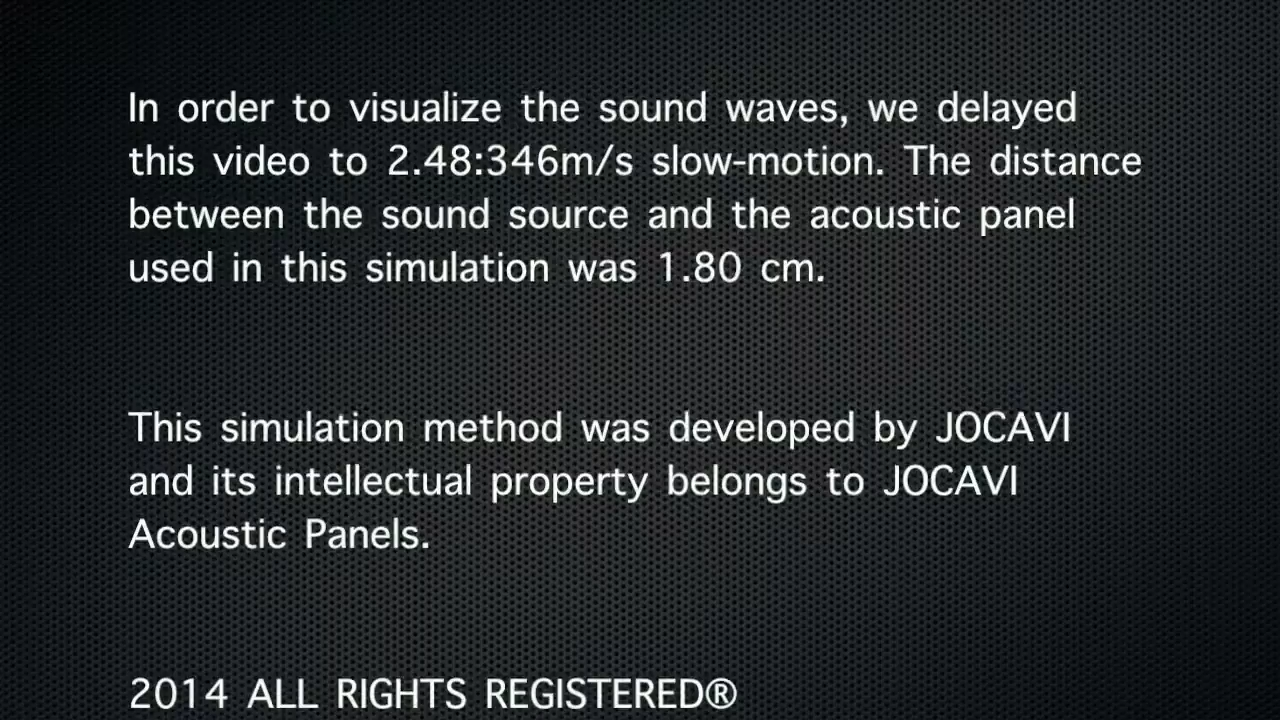 In order to visualize the sound waves, we delayed
this video to 2.48:346m/s slow-motion. The distance
between the sound source and the acoustic panel
used in this simulation was 1.80 cm.
This simulation method was developed by JOCAVI
and its intellectual property belongs to JOCAVI
Acoustic Panels.
2014 ALL RIGHTS REGISTERED®